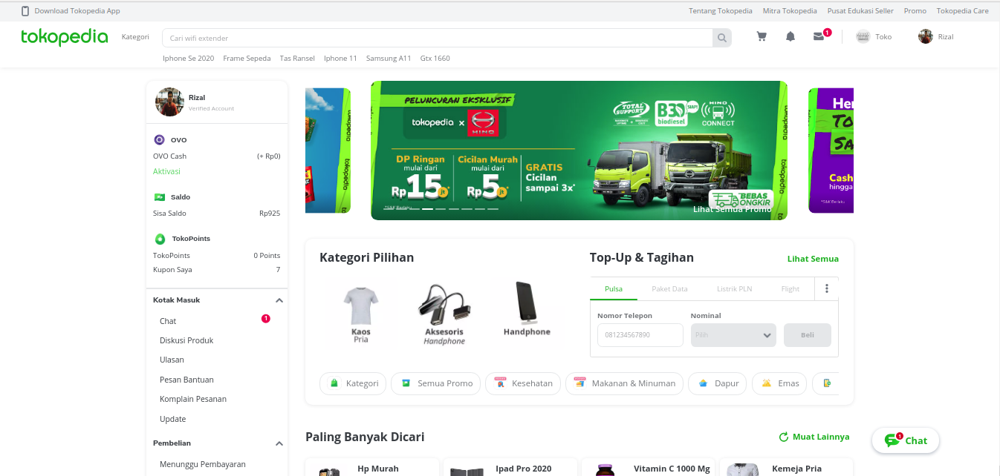 Download Tokopedia App
Tentang Tokopedia Mitra Tokopedia Pusat Edukasi Seller Promo Tokopedia Care
tokopedia
Kategori
Cari wifi extender
1
Toko
Rizal
Iphone Se 2020 Frame Sepeda Tas Ransel Iphone 11 Samsung A11 Gtx 1660
Rizal
Verified Account
OVO
OVO Cash (+ Rp0)
Aktivasi
Saldo
Sisa Saldo Rp925
TokoPoints
TokoPoints 0 Points
Kupon Saya 7
Kotak Masuk
Chat 1
Diskusi Produk
Ulasan
Pesan Bantuan
Komplain Pesanan
Update
Pembelian
Menunggu Pembayaran
tokopedia
tokopedia
PELUNCURAN EKSKLUSIF
tokopedia x HINO
TOTAL SUPPORT
B30 SIAP!
biodiesel
HINO
CONNECT
DP Ringan
mulai dari
Rp15jt
Cicilan Murah
mulai dari
Rp5jt
GRATIS
Cicilan
sampai 3x*
*S&K Berlaku
BEBAS
ONGKIR
Lihat Semua Promo
tokopedia
tokopedia
Cash
hingga
*S&K Berlaku
Kategori Pilihan
Kaos
Pria
Aksesoris
Handphone
Handphone
Top-Up & Tagihan
Lihat Semua
Pulsa Paket Data Listrik PLN Flight
Nomor Telepon Nominal
081234567890 Pilih Beli
Kategori Semua Promo Kesehatan Makanan & Minuman Dapur Emas
Paling Banyak Dicari
Muat Lainnya
1 Chat
Hp Murah Ipad Pro 2020 Vitamin C 1000 Mg Kemeja Pria